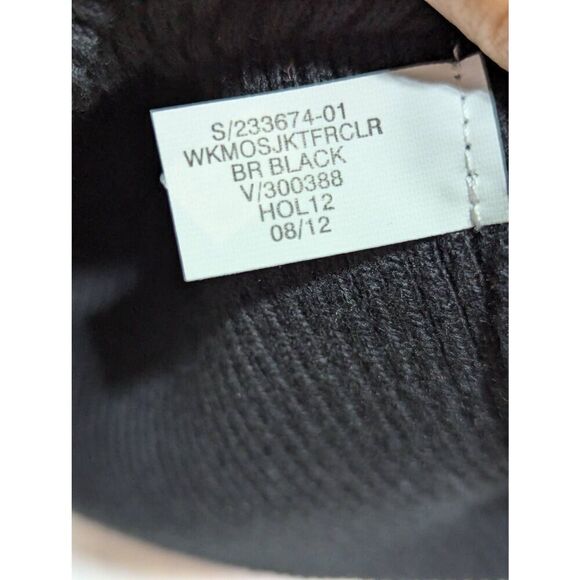 S/233674-01
WKMOSJKTFRCLR
BR BLACK
V/300388
HOL12
08/12